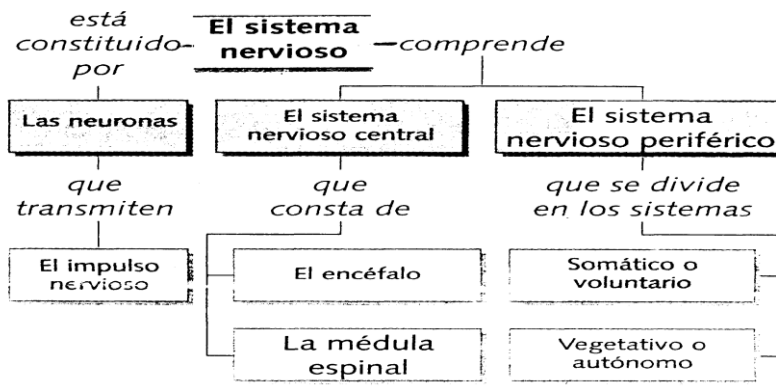 está
constituido
por
El sistema
nervioso
comprende
Las neuronas
El sistema
nervioso central
El sistema
nervioso periférico
que
transmiten
que
consta de
que se divide
en los sistemas
El impulso
nervioso
El encéfalo
Somático o
voluntario
La médula
espinal
Vegetativo o
autónomo